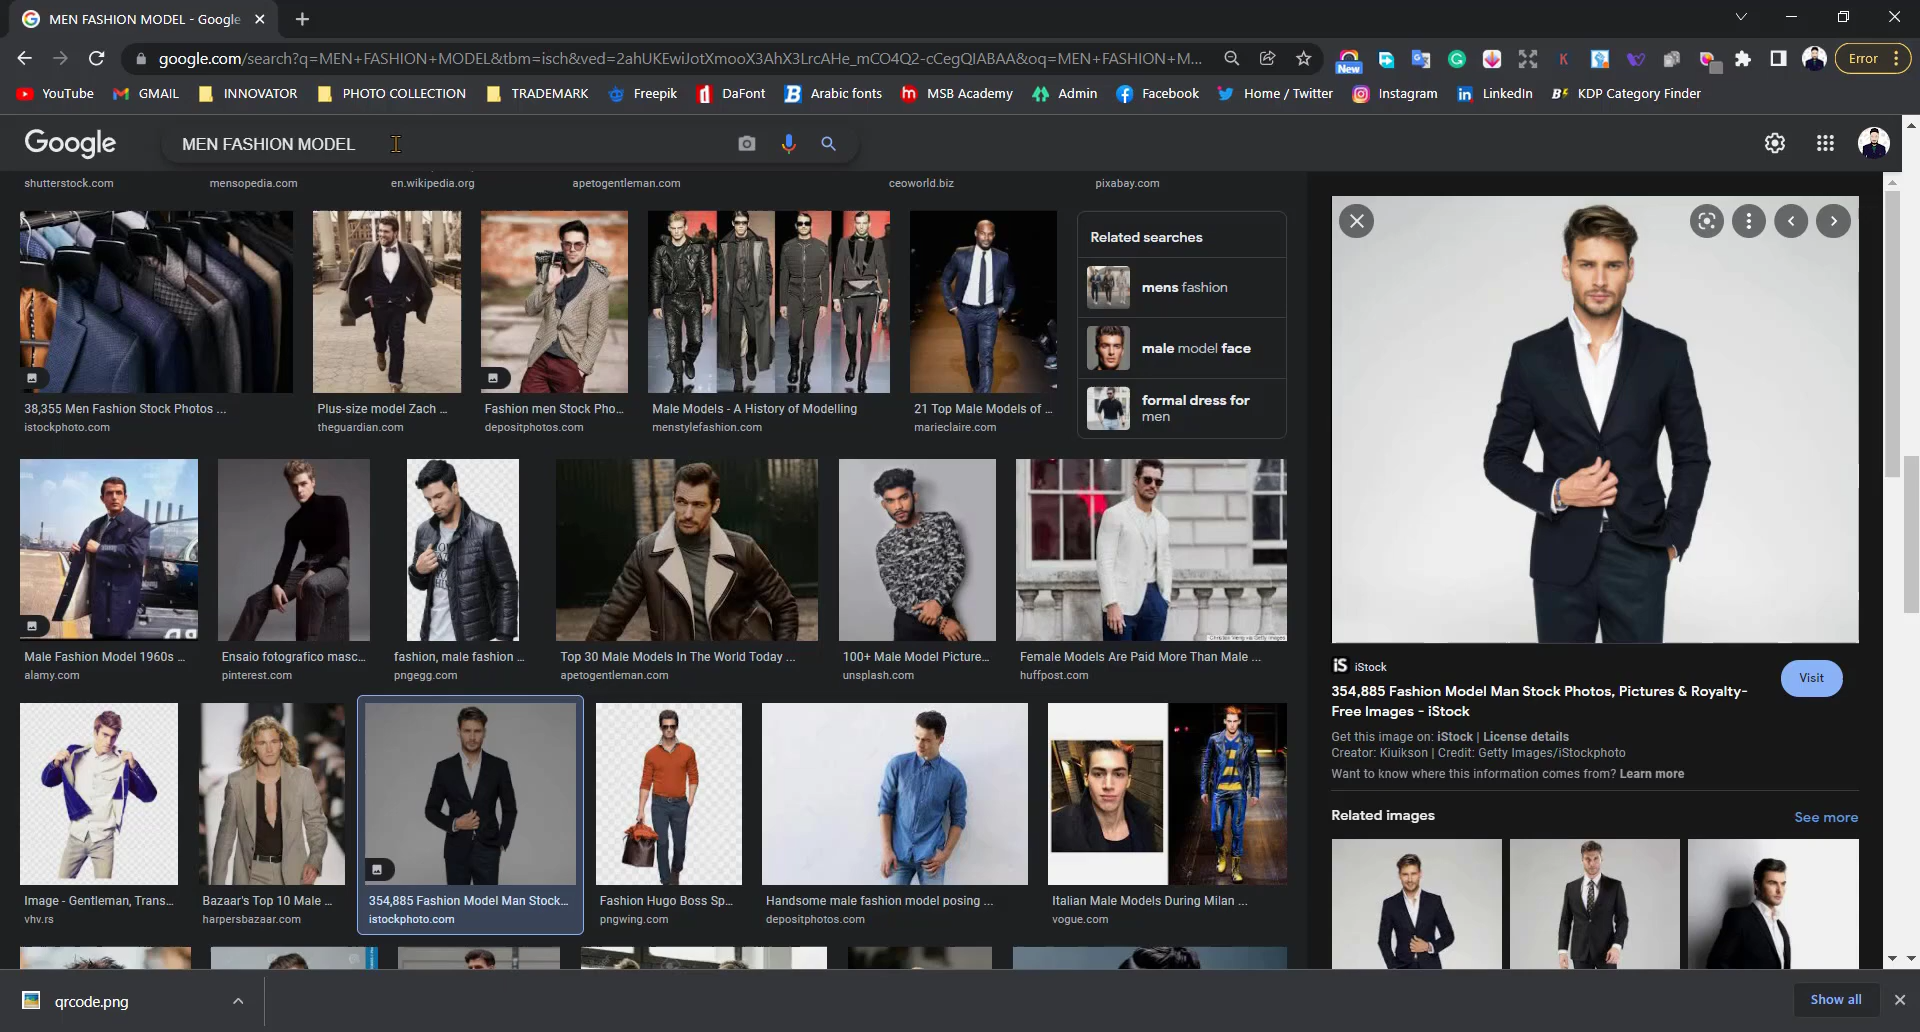 MEN FASHION MODEL - Google
google.com/search?q=MEN+FASHION+MODEL&tbm=isch&ved=2ahUKEwiJotXmooX3AhX3LrcAHe_mCO4Q2-cCegQIABAA&oq=MEN+FASHION+M...
New
Error
YouTube GMAIL INNOVATOR PHOTO COLLECTION TRADEMARK Freepik DaFont Arabic fonts MSB Academy Admin Facebook Home / Twitter Instagram LinkedIn KDP Category Finder
Google MEN FASHION MODEL
shutterstock.com mensopedia.com en.wikipedia.org apetogentleman.com ceoworld.biz pixabay.com
Related searches
mens fashion
male model face
formal dress for
men
38,355 Men Fashion Stock Photos ... Plus-size model Zach ... Fashion men Stock Pho... Male Models - A History of Modelling 21 Top Male Models of ...
istockphoto.com theguardian.com depositphotos.com menstylefashion.com marieclaire.com
Male Fashion Model 1960s ... Ensaio fotografico masc... fashion, male fashion ... Top 30 Male Models In The World Today ... 100+ Male Model Picture... Female Models Are Paid More Than Male ...
alamy.com pinterest.com pngegg.com apetogentleman.com unsplash.com huffpost.com
Image - Gentleman, Trans... Bazaar's Top 10 Male ... 354,885 Fashion Model Man Stock... Fashion Hugo Boss Sp... Handsome male fashion model posing ... Italian Male Models During Milan ...
vhv.rs harpersbazaar.com istockphoto.com pngwing.com depositphotos.com vogue.com
iS iStock
Visit
354,885 Fashion Model Man Stock Photos, Pictures & Royalty-
Free Images - iStock
Get this image on: iStock | License details
Creator: Kiuikson | Credit: Getty Images/iStockphoto
Want to know where this information comes from? Learn more
Related images See more
qrcode.png Show all